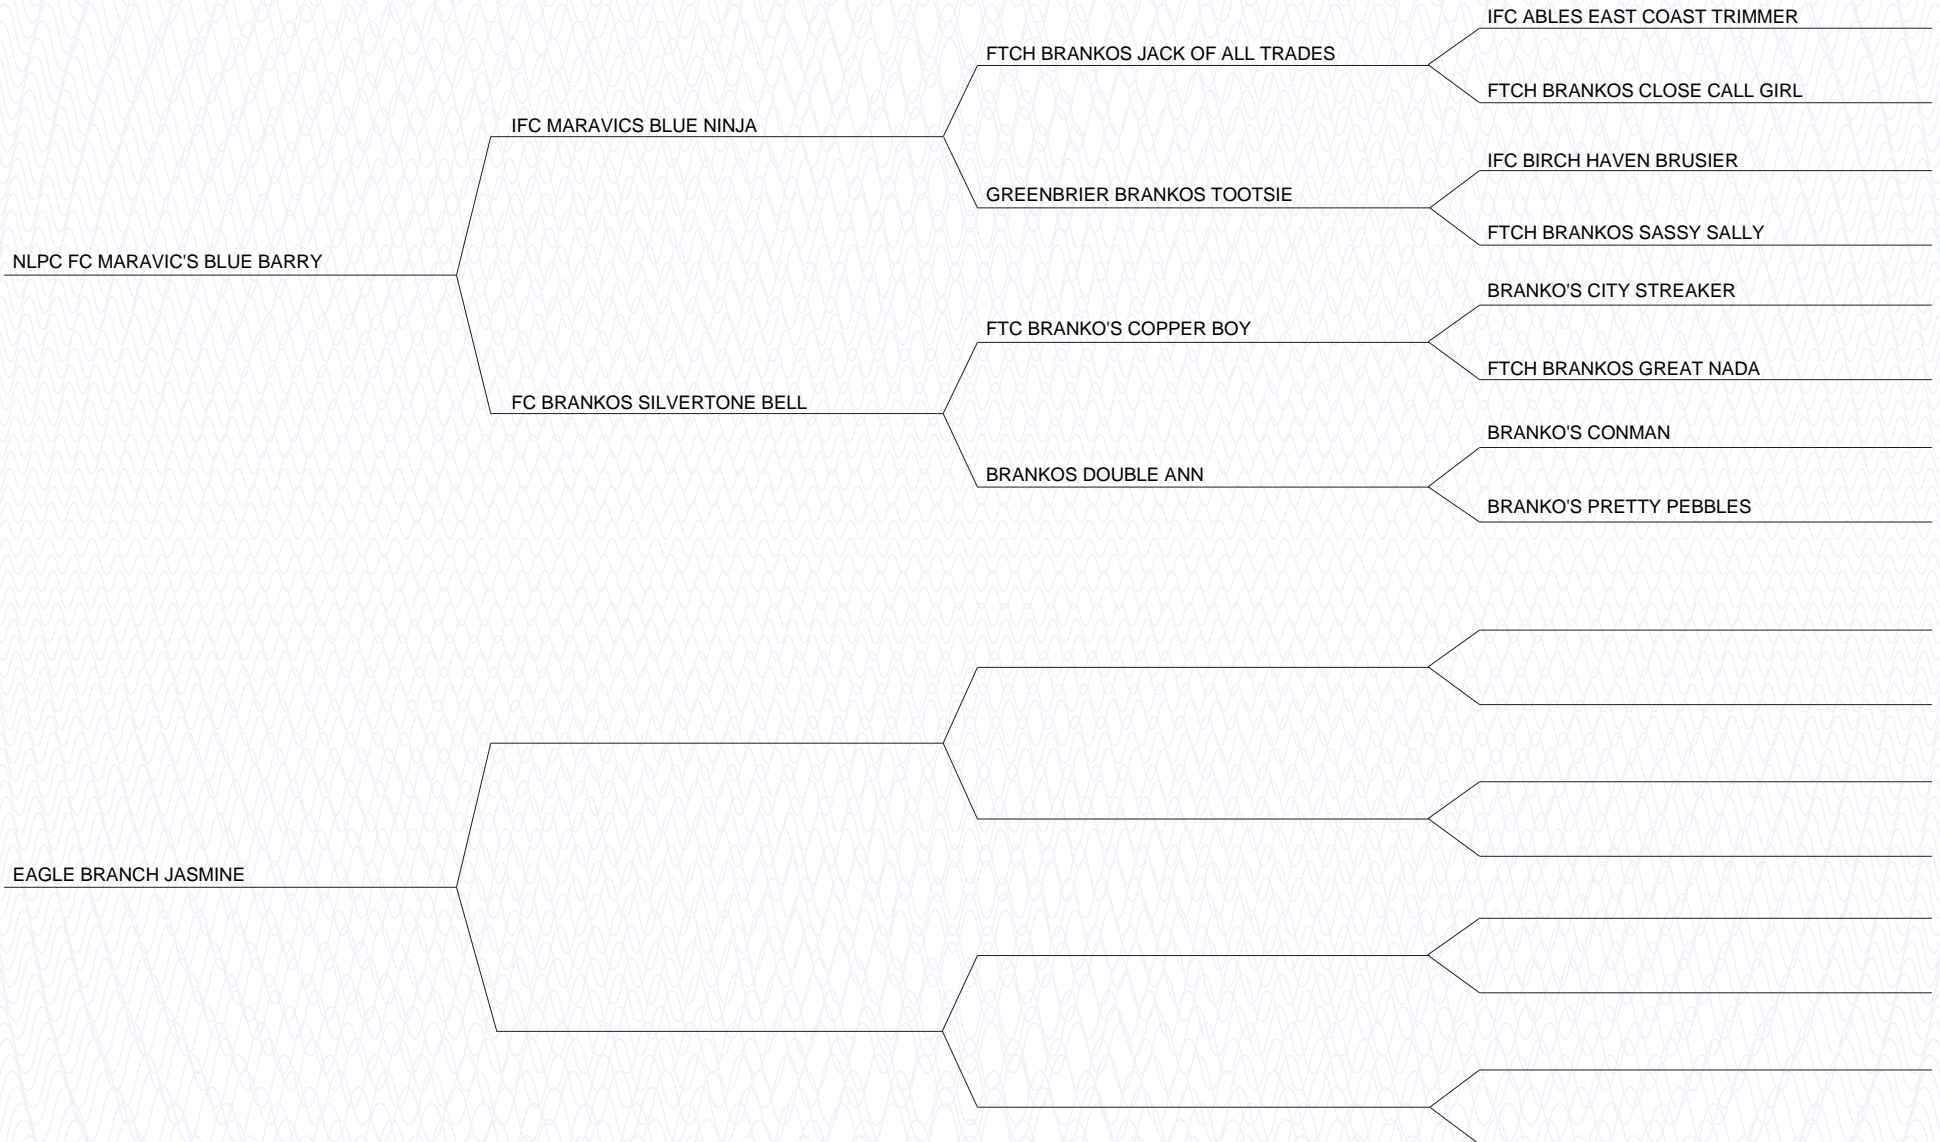 IFC ABLES EAST COAST TRIMMER
FTCH BRANKOS JACK OF ALL TRADES
FTCH BRANKOS CLOSE CALL GIRL
IFC MARAVICS BLUE NINJA
IFC BIRCH HAVEN BRUSIER
GREENBRIER BRANKOS TOOTSIE
FTCH BRANKOS SASSY SALLY
NLPC FC MARAVIC'S BLUE BARRY
BRANKO'S CITY STREAKER
FTC BRANKO'S COPPER BOY
FTCH BRANKOS GREAT NADA
FC BRANKOS SILVERTONE BELL
BRANKO'S CONMAN
BRANKOS DOUBLE ANN
BRANKO'S PRETTY PEBBLES
EAGLE BRANCH JASMINE